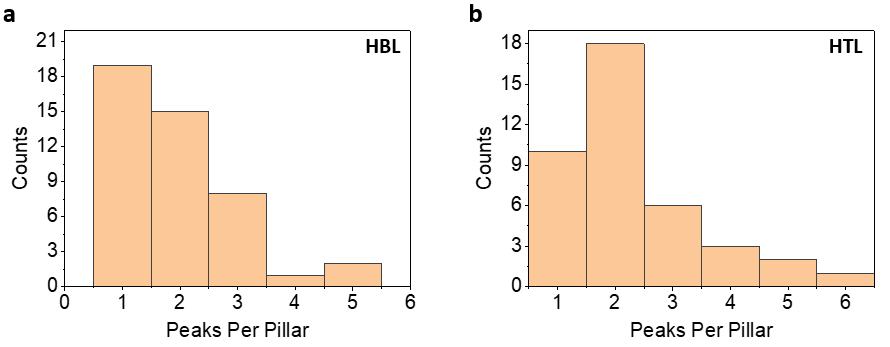 a
HBL
21
18
15
12
9
6
3
0
Counts
0 1 2 3 4 5 6
Peaks Per Pillar
b
HTL
18
15
12
9
6
3
0
Counts
1 2 3 4 5 6
Peaks Per Pillar